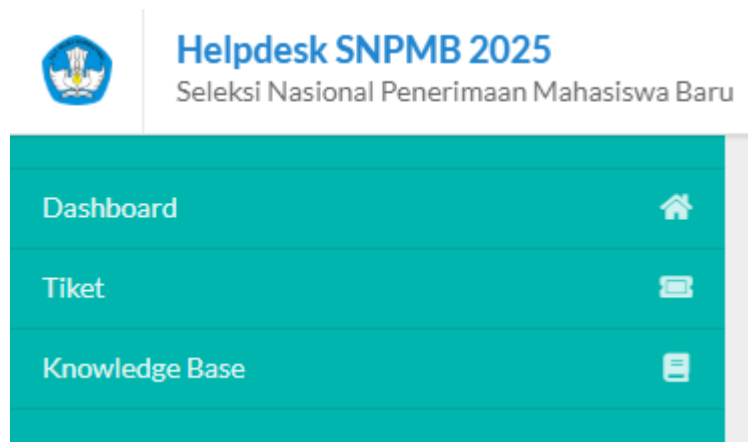 Helpdesk SNPMB 2025
Seleksi Nasional Penerimaan Mahasiswa Baru
Dashboard
Tiket
Knowledge Base